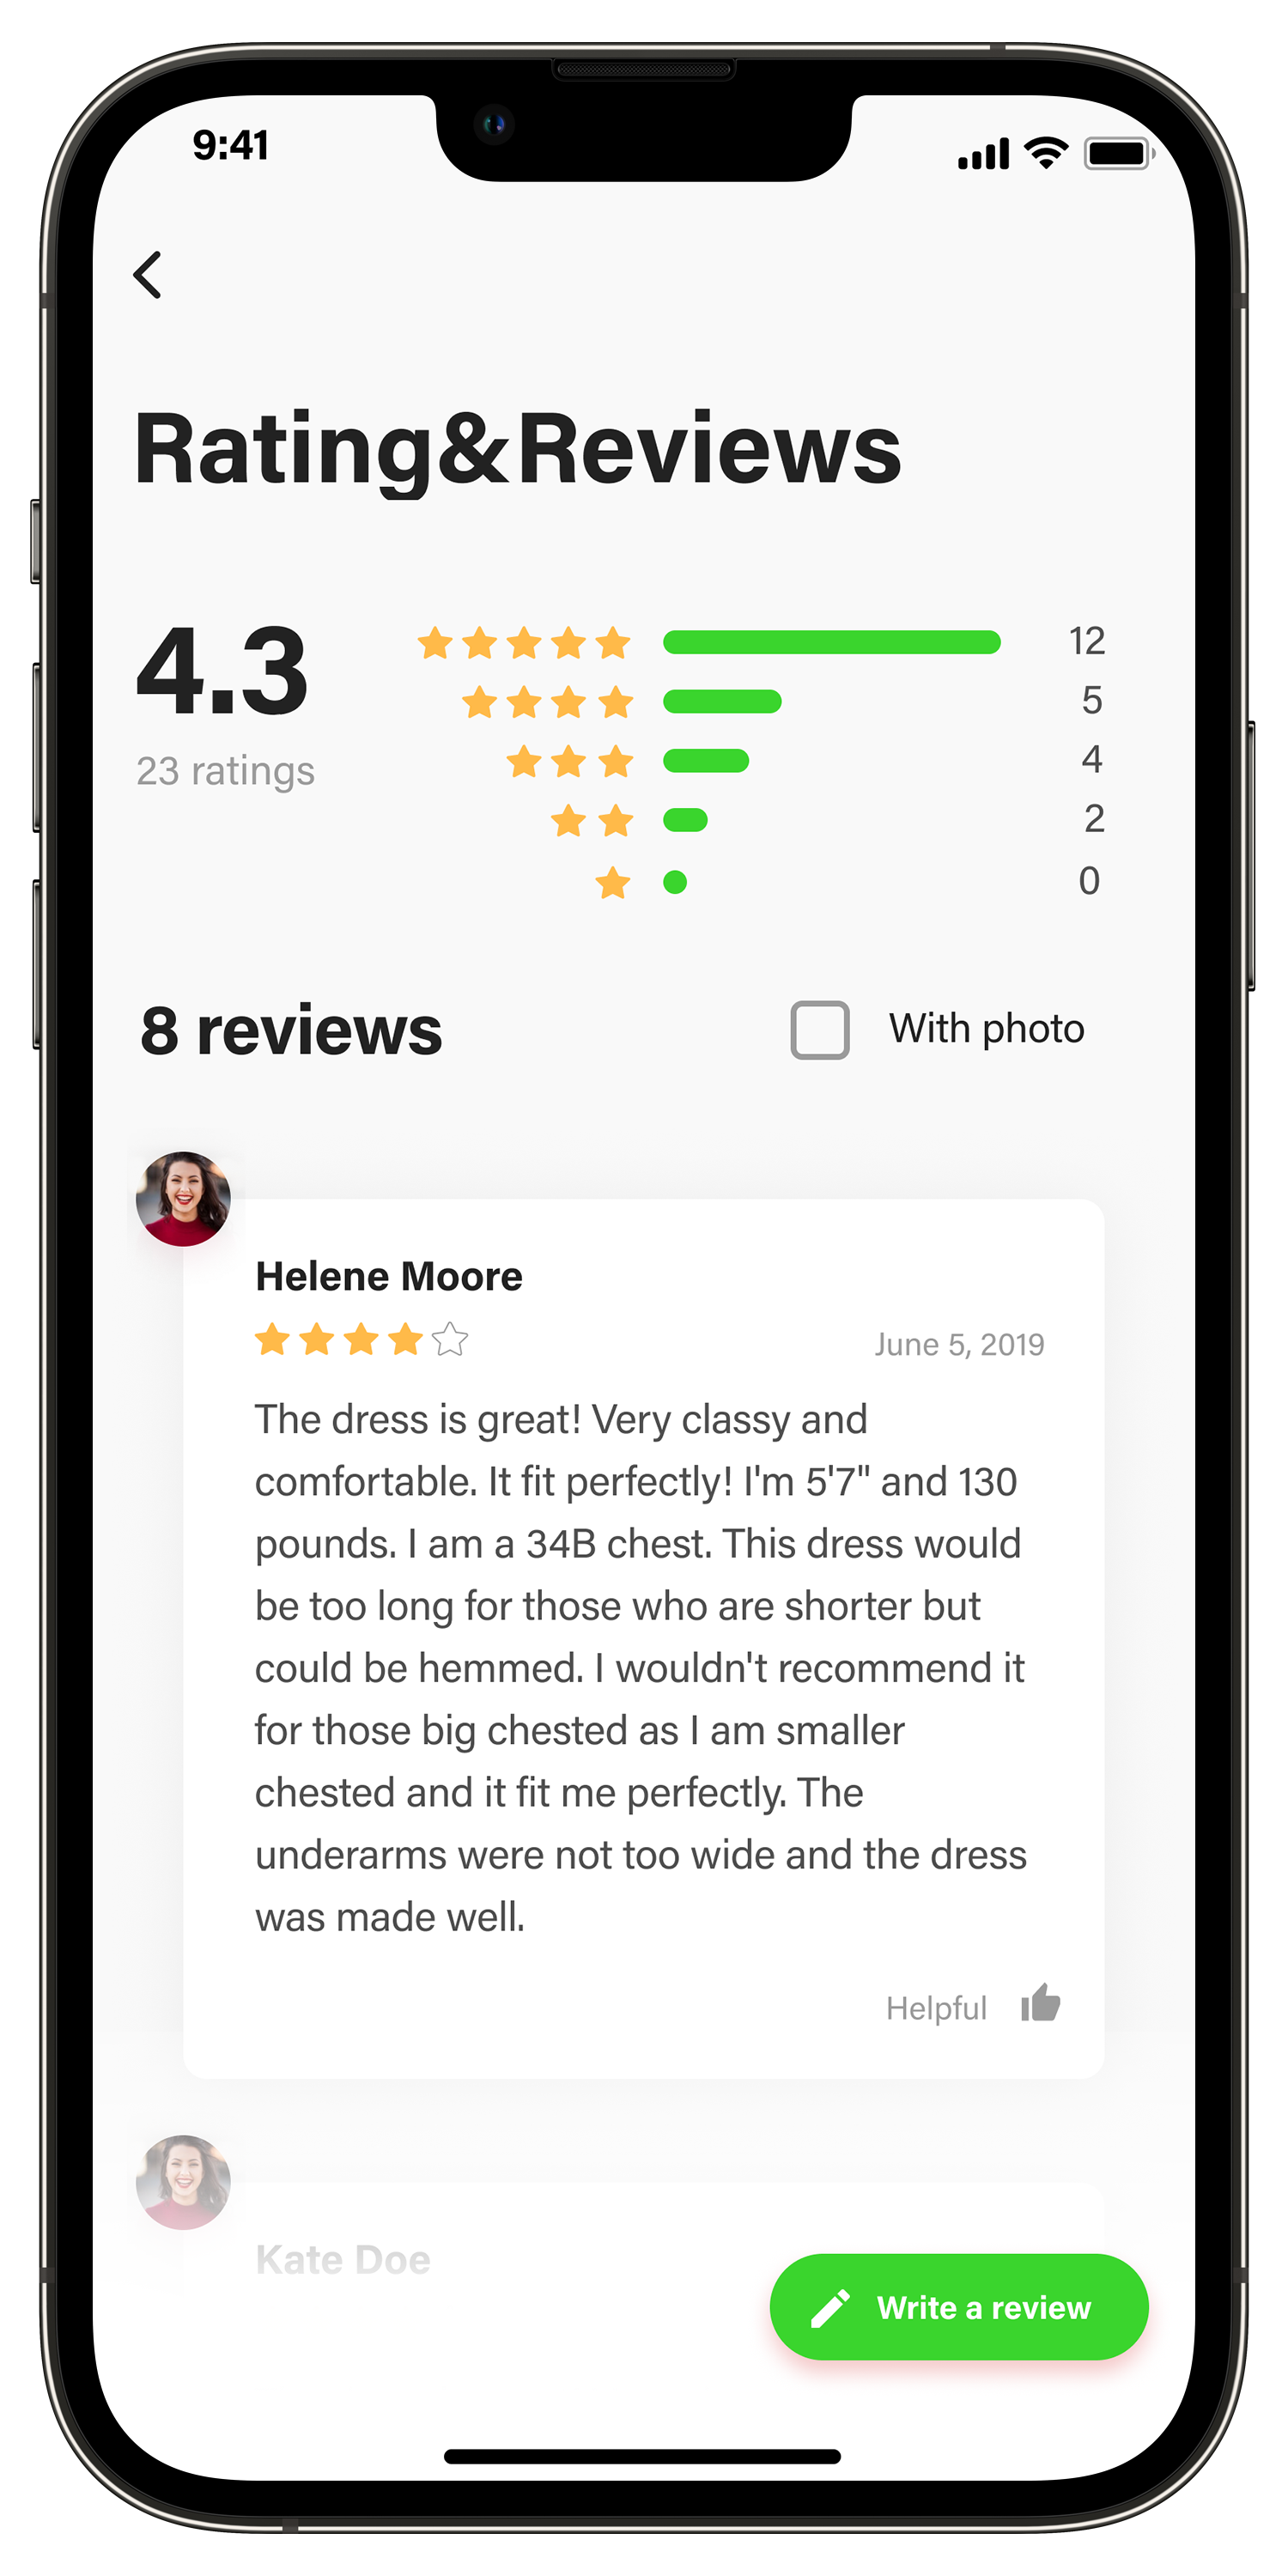 9:41
Rating&Reviews
4.3
23 ratings
12
5
4
2
0
8 reviews
With photo
Helene Moore
June 5, 2019
The dress is great! Very classy and
comfortable. It fit perfectly! I'm 5'7" and 130
pounds. I am a 34B chest. This dress would
be too long for those who are shorter but
could be hemmed. I wouldn't recommend it
for those big chested as I am smaller
chested and it fit me perfectly. The
underarms were not too wide and the dress
was made well.
Helpful
Kate Doe
Write a review